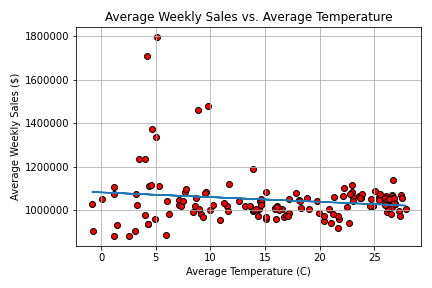 Average Weekly Sales vs. Average Temperature
Average Weekly Sales ($)
1800000
1600000
1400000
1200000
1000000
0 5 10 15 20 25
Average Temperature (C)